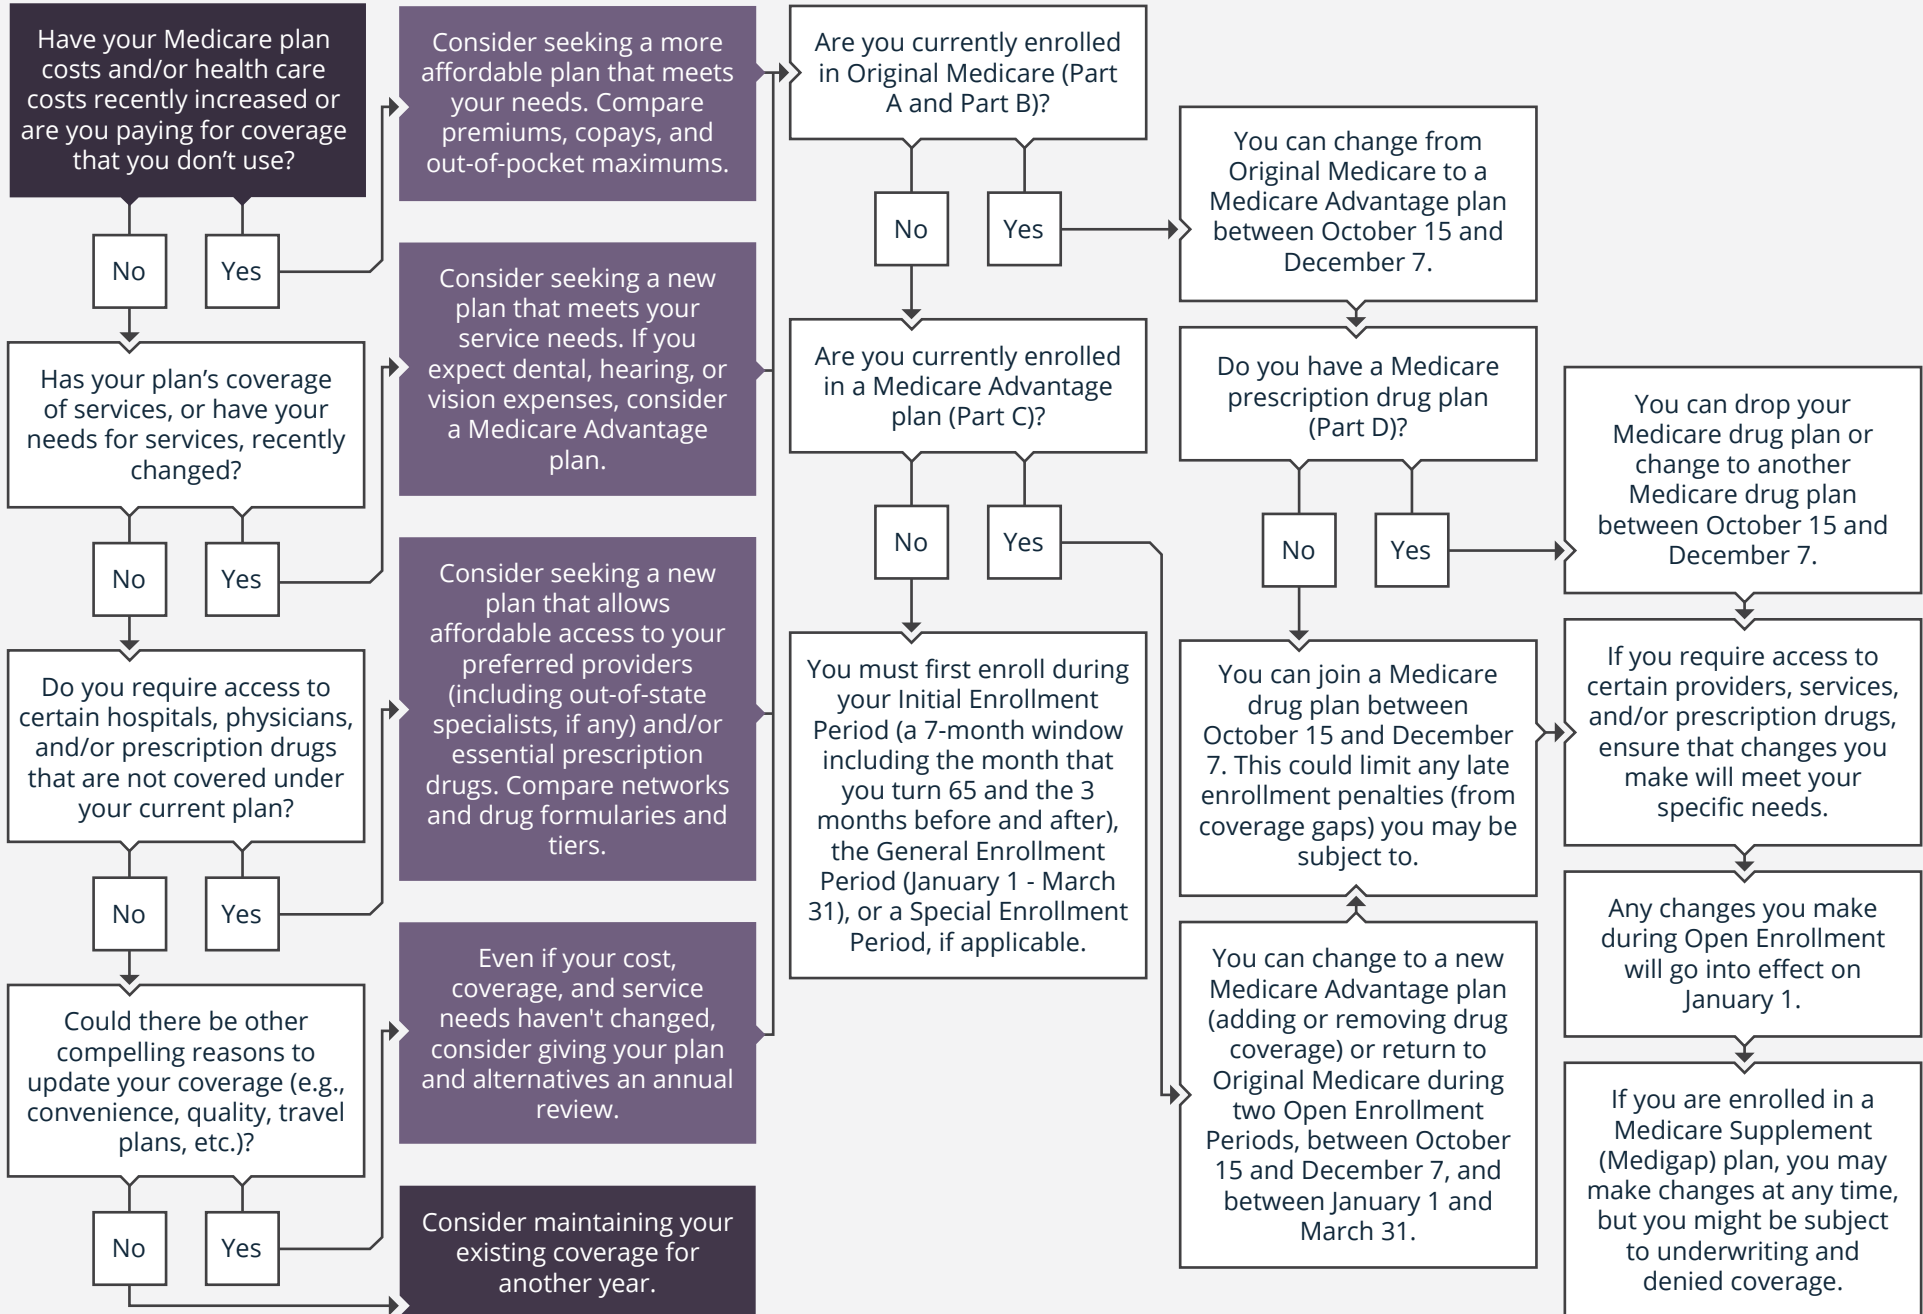 Have your Medicare plan
costs and/or health care
costs recently increased or
are you paying for coverage
that you don’t use?
No
Yes
Has your plan’s coverage
of services, or have your
needs for services, recently
changed?
No
Yes
Do you require access to
certain hospitals, physicians,
and/or prescription drugs
that are not covered under
your current plan?
No
Yes
Could there be other
compelling reasons to
update your coverage (e.g.,
convenience, quality, travel
plans, etc.)?
No
Yes
Consider seeking a more
affordable plan that meets
your needs. Compare
premiums, copays, and
out-of-pocket maximums.
Consider seeking a new
plan that meets your
service needs. If you
expect dental, hearing, or
vision expenses, consider
a Medicare Advantage
plan.
Consider seeking a new
plan that allows
affordable access to your
preferred providers
(including out-of-state
specialists, if any) and/or
essential prescription
drugs. Compare networks
and drug formularies and
tiers.
Even if your cost,
coverage, and service
needs haven't changed,
consider giving your plan
and alternatives an annual
review.
Consider maintaining your
existing coverage for
another year.
Are you currently enrolled
in Original Medicare (Part
A and Part B)?
No
Yes
Are you currently enrolled
in a Medicare Advantage
plan (Part C)?
No
Yes
You must first enroll during
your Initial Enrollment
Period (a 7-month window
including the month that
you turn 65 and the 3
months before and after),
the General Enrollment
Period (January 1 - March
31), or a Special Enrollment
Period, if applicable.
You can change from
Original Medicare to a
Medicare Advantage plan
between October 15 and
December 7.
Do you have a Medicare
prescription drug plan
(Part D)?
No
Yes
You can join a Medicare
drug plan between
October 15 and December
7. This could limit any late
enrollment penalties (from
coverage gaps) you may be
subject to.
You can change to a new
Medicare Advantage plan
(adding or removing drug
coverage) or return to
Original Medicare during
two Open Enrollment
Periods, between October
15 and December 7, and
between January 1 and
March 31.
You can drop your
Medicare drug plan or
change to another
Medicare drug plan
between October 15 and
December 7.
If you require access to
certain providers, services,
and/or prescription drugs,
ensure that changes you
make will meet your
specific needs.
Any changes you make
during Open Enrollment
will go into effect on
January 1.
If you are enrolled in a
Medicare Supplement
(Medigap) plan, you may
make changes at any time,
but you might be subject
to underwriting and
denied coverage.